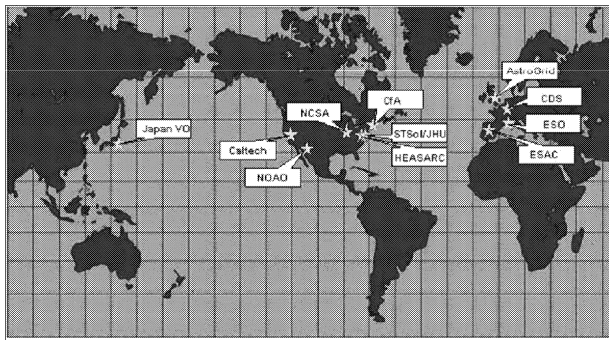 AstroGrid
CfA
CDS
NCSA
ESO
Japan VO
STScI/JHU
Caltech
HEASARC
ESAC
NOAO